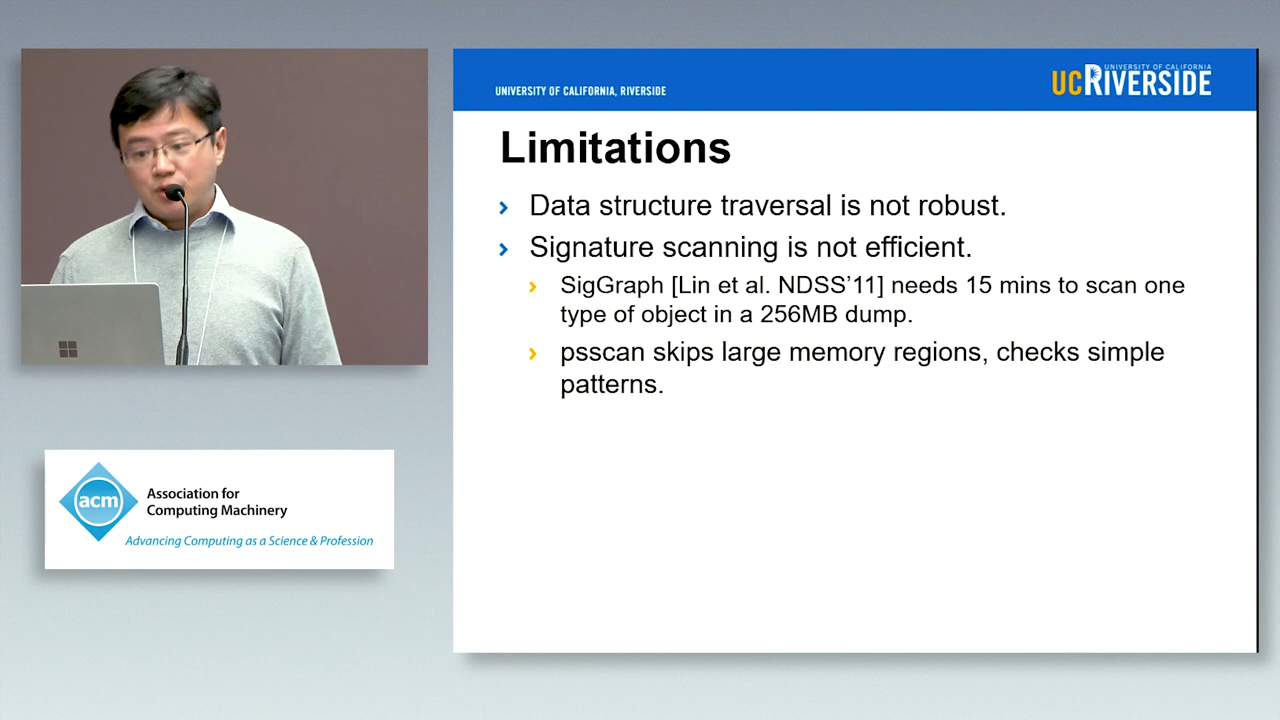 UNIVERSITY OF CALIFORNIA, RIVERSIDE
UNIVERSITY OF CALIFORNIA
UCRIVERSIDE
Limitations
Data structure traversal is not robust.
Signature scanning is not efficient.
SigGraph [Lin et al. NDSS’11] needs 15 mins to scan one
type of object in a 256MB dump.
psscan skips large memory regions, checks simple
patterns.
acm
Association for
Computing Machinery
Advancing Computing as a Science & Profession